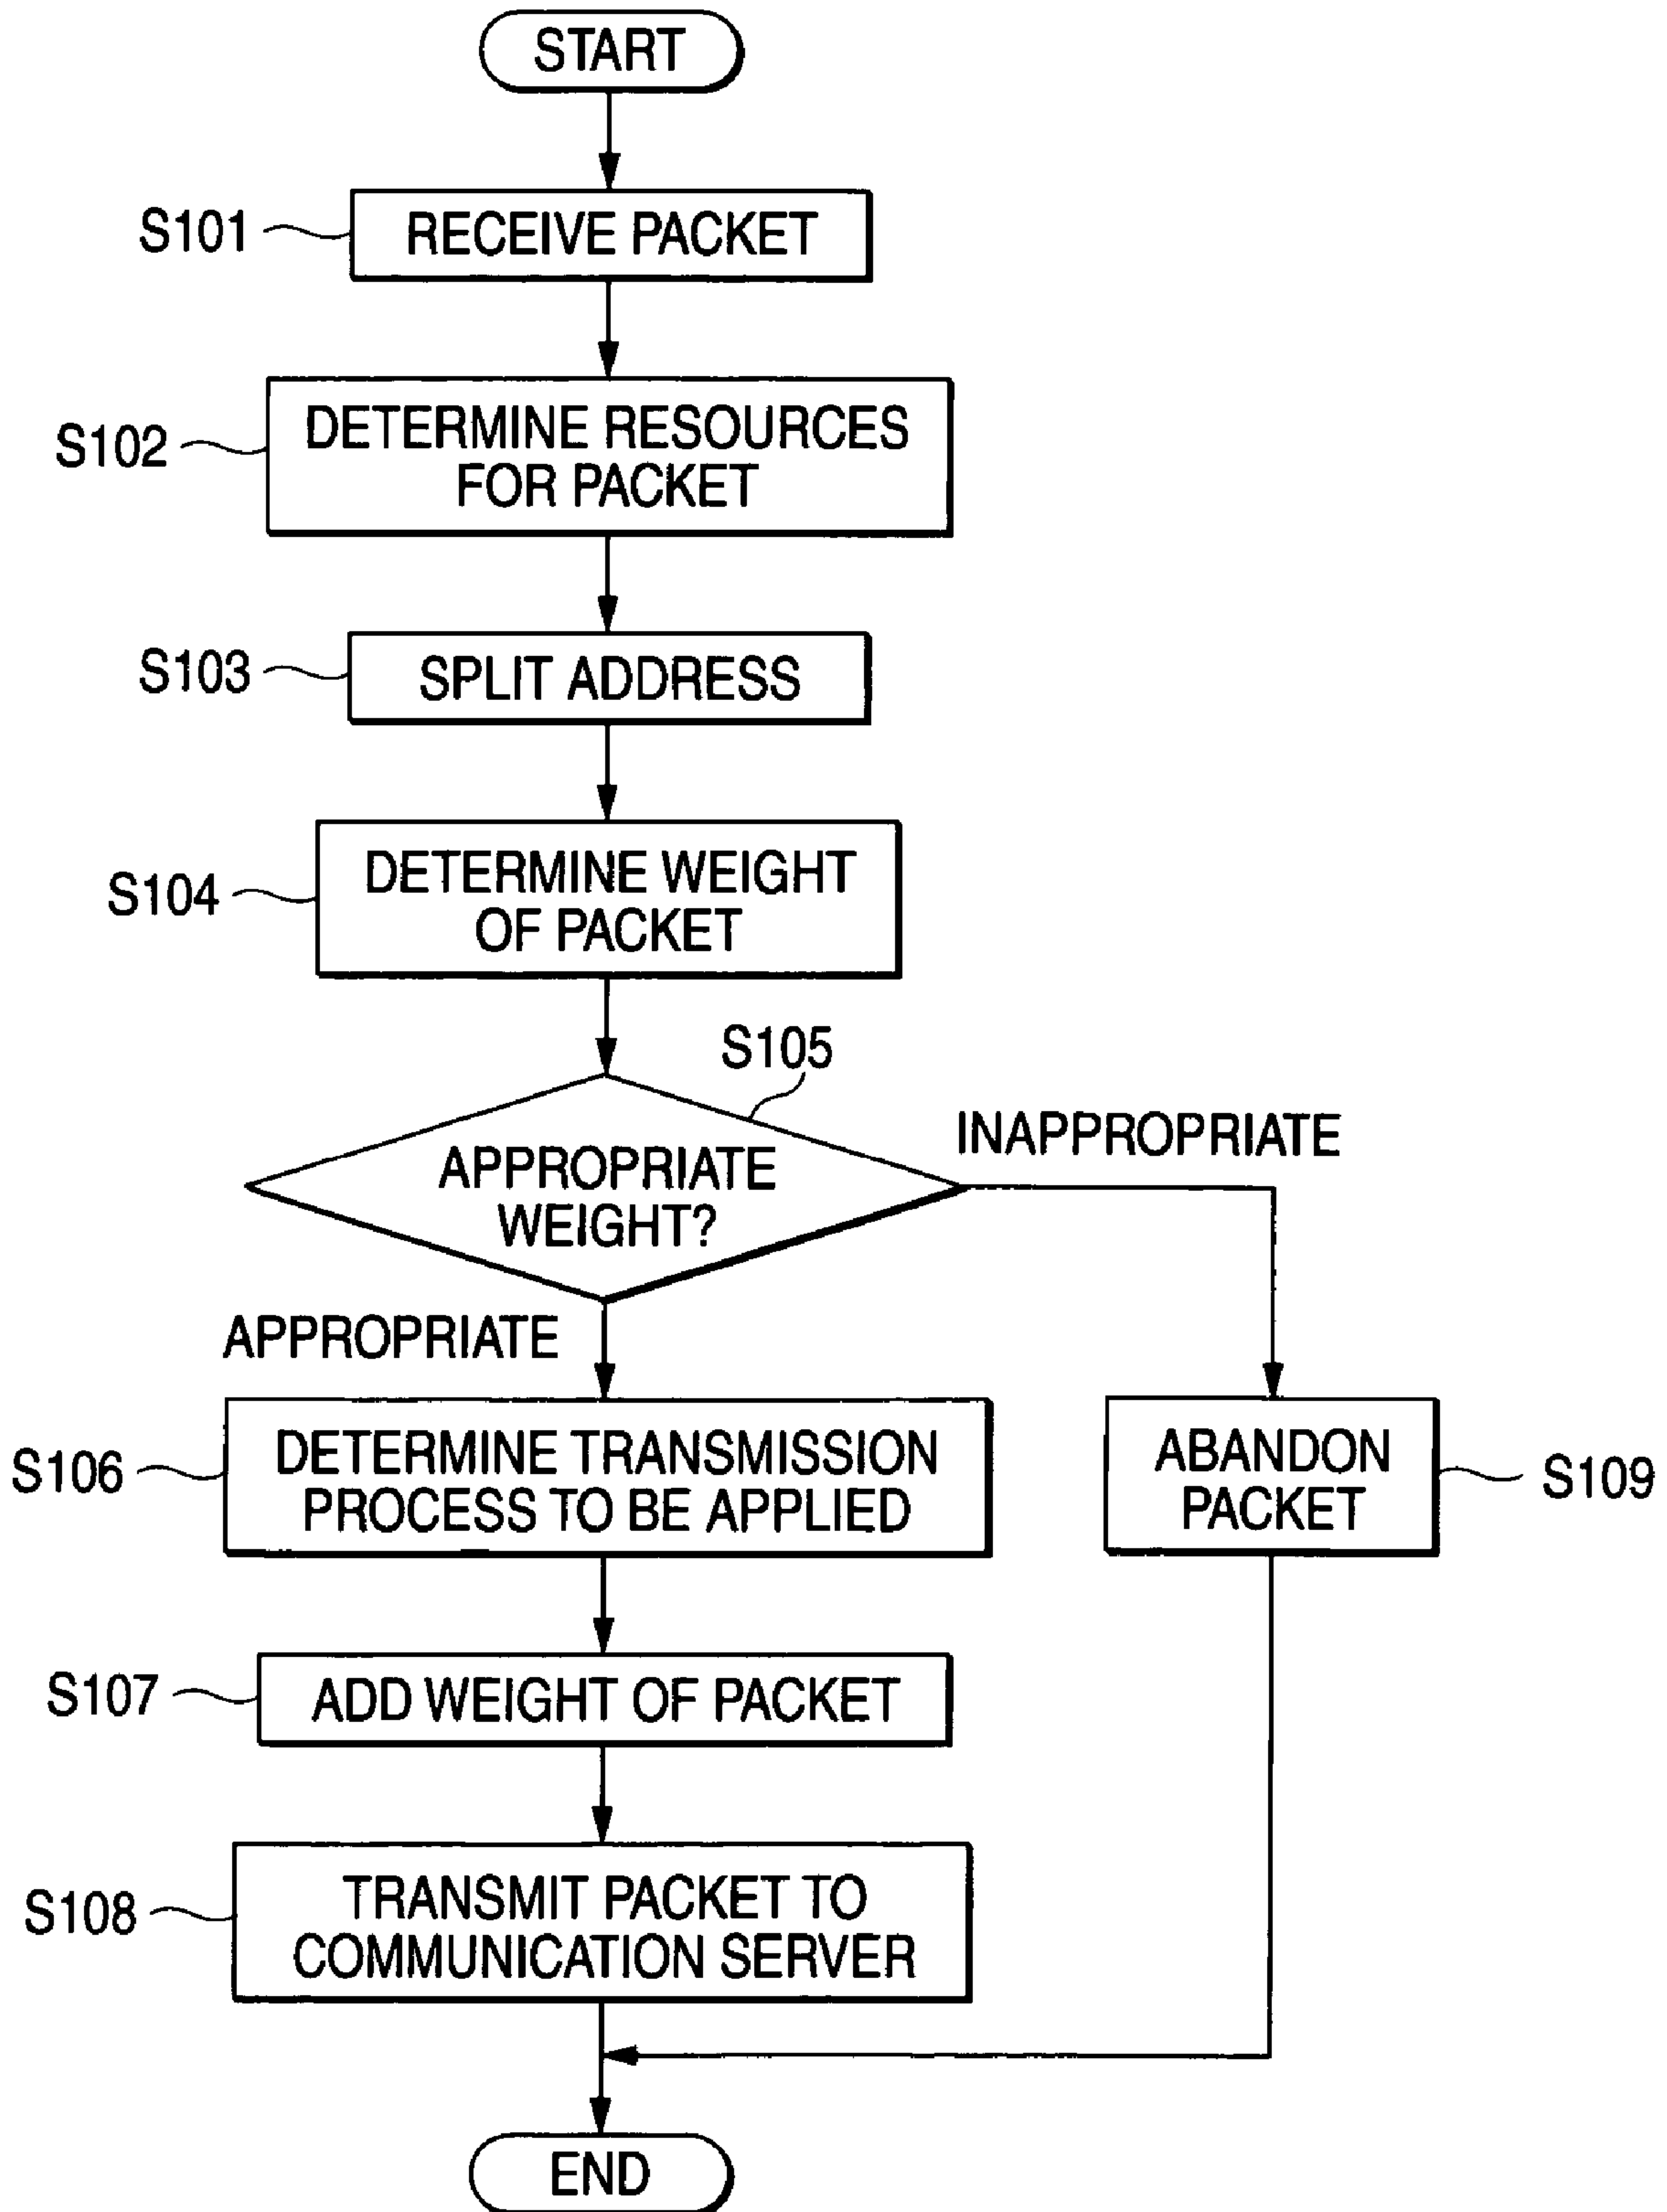 START
S101
RECEIVE PACKET
S102
DETERMINE RESOURCES
FOR PACKET
S103
SPLIT ADDRESS
S104
DETERMINE WEIGHT
OF PACKET
S105
APPROPRIATE
WEIGHT?
INAPPROPRIATE
APPROPRIATE
S106
DETERMINE TRANSMISSION
PROCESS TO BE APPLIED
ABANDON
PACKET
S109
S107
ADD WEIGHT OF PACKET
S108
TRANSMIT PACKET TO
COMMUNICATION SERVER
END